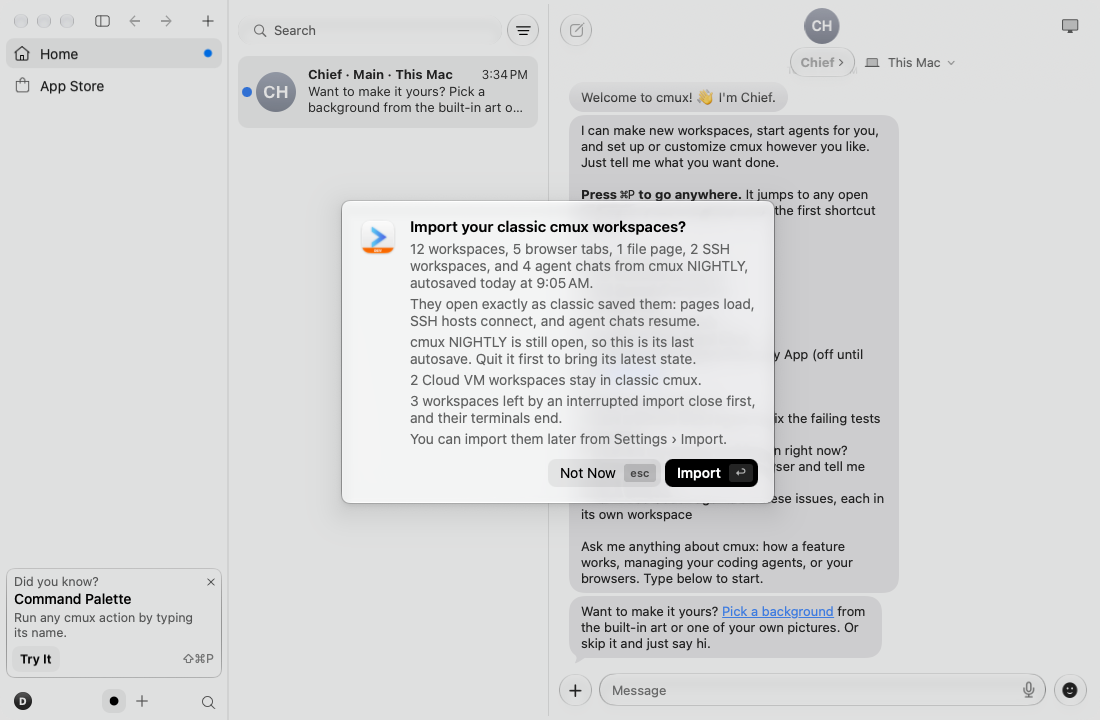 Home
App Store
Did you know?
Command Palette
Run any cmux action by typing
its name.
Try It
⇧⌘P
D
Search
CH
Chief · Main · This Mac
3:34 PM
Want to make it yours? Pick a
background from the built-in art o...
CH
Chief ›
This Mac
Welcome to cmux! 👋 I'm Chief.
I can make new workspaces, start agents for you,
and set up or customize cmux however you like.
Just tell me what you want done.
Press ⌘P to go anywhere. It jumps to any open
the first shortcut
y App (off until
ix the failing tests
n right now?
ser and tell me
ese issues, each in
its own workspace
Ask me anything about cmux: how a feature
works, managing your coding agents, or your
browsers. Type below to start.
Want to make it yours? Pick a background from
the built-in art or one of your own pictures. Or
skip it and just say hi.
Message
Import your classic cmux workspaces?
12 workspaces, 5 browser tabs, 1 file page, 2 SSH
workspaces, and 4 agent chats from cmux NIGHTLY,
autosaved today at 9:05 AM.
They open exactly as classic saved them: pages load,
SSH hosts connect, and agent chats resume.
cmux NIGHTLY is still open, so this is its last
autosave. Quit it first to bring its latest state.
2 Cloud VM workspaces stay in classic cmux.
3 workspaces left by an interrupted import close first,
and their terminals end.
You can import them later from Settings › Import.
Not Now esc
Import ↩